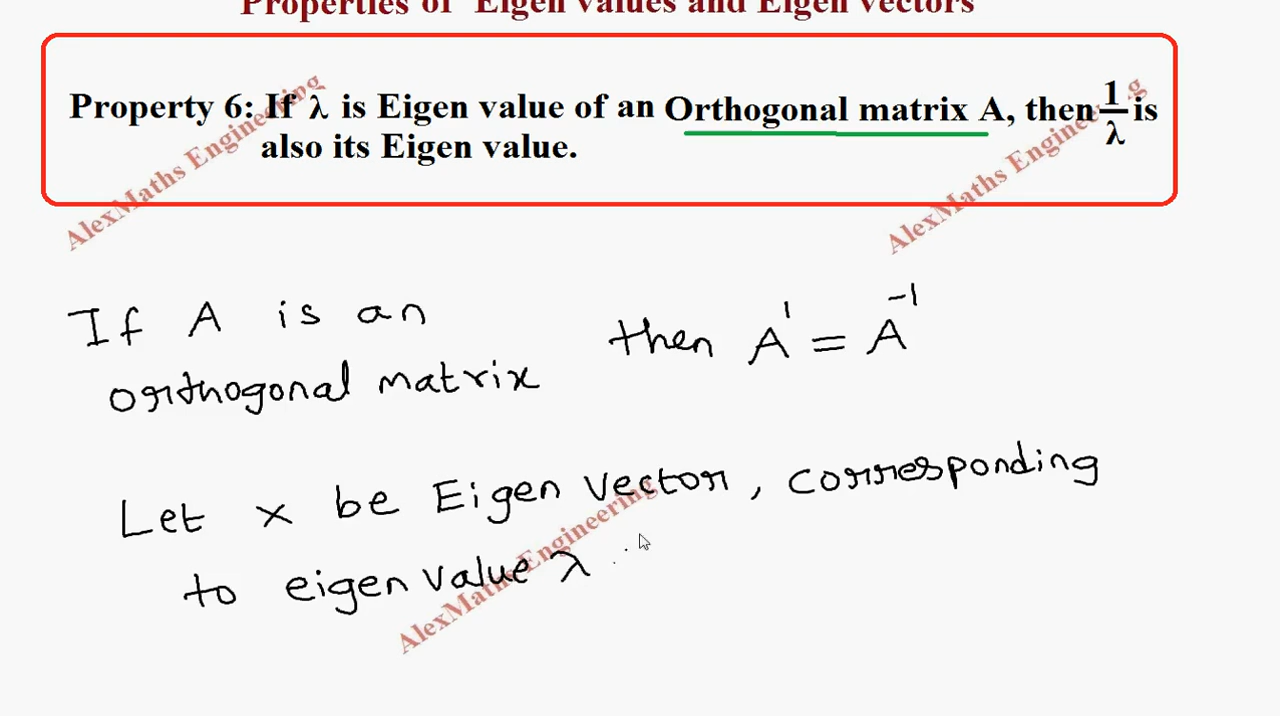 Properties of Eigen values and Eigen vectors
Property 6: If λ is Eigen value of an Orthogonal matrix A, then 1/λ is
also its Eigen value.
AlexMaths Engineering
AlexMaths Engineering
If A is an
orthogonal matrix
then A' = A⁻¹
Let x be Eigen vector, corresponding
to eigen value λ
AlexMaths Engineering